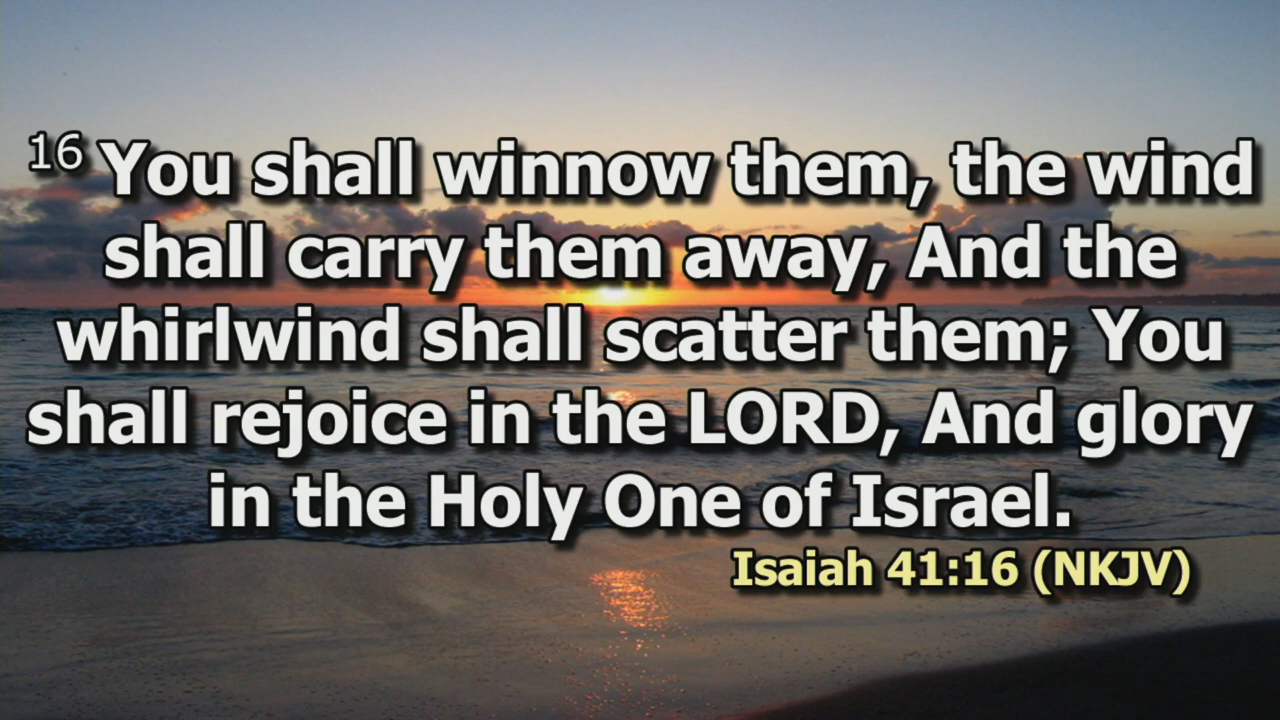 16 You shall winnow them, the wind
shall carry them away, And the
whirlwind shall scatter them; You
shall rejoice in the LORD, And glory
in the Holy One of Israel.
Isaiah 41:16 (NKJV)